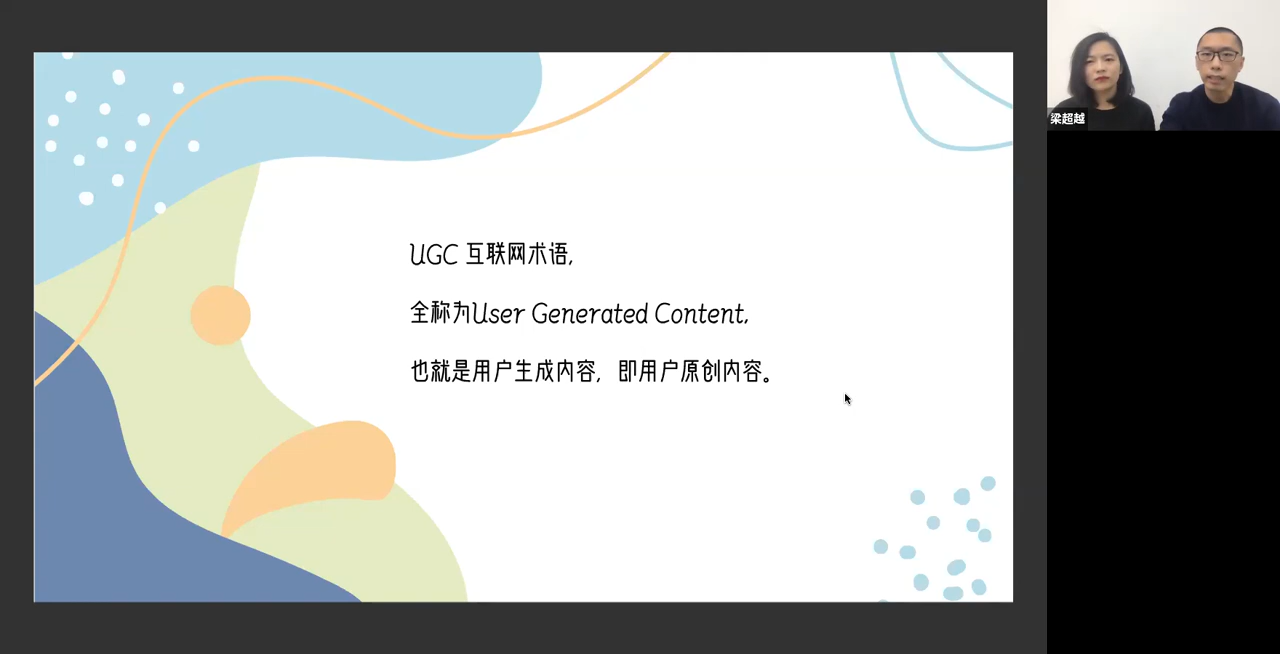 UGC 互联网术语,
全称为User Generated Content,
也就是用户生成内容, 即用户原创内容。
梁超越